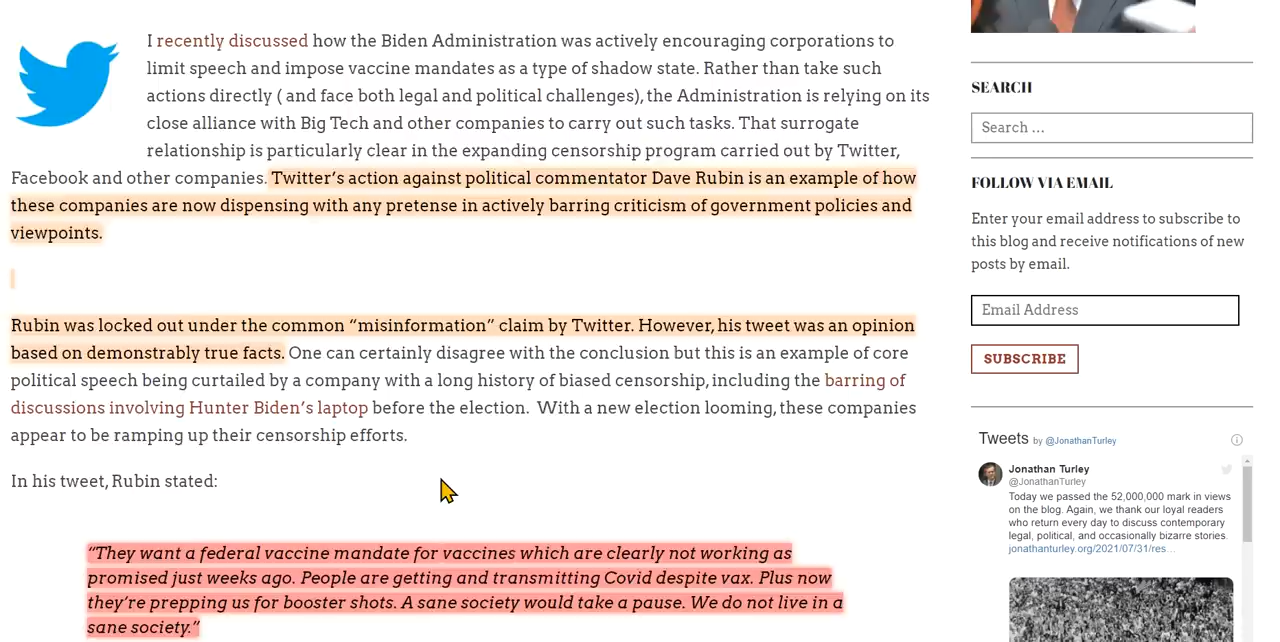 I recently discussed how the Biden Administration was actively encouraging corporations to
limit speech and impose vaccine mandates as a type of shadow state. Rather than take such
actions directly ( and face both legal and political challenges), the Administration is relying on its
close alliance with Big Tech and other companies to carry out such tasks. That surrogate
relationship is particularly clear in the expanding censorship program carried out by Twitter,
Facebook and other companies. Twitter’s action against political commentator Dave Rubin is an example of how
these companies are now dispensing with any pretense in actively barring criticism of government policies and
viewpoints.
Rubin was locked out under the common “misinformation” claim by Twitter. However, his tweet was an opinion
based on demonstrably true facts. One can certainly disagree with the conclusion but this is an example of core
political speech being curtailed by a company with a long history of biased censorship, including the barring of
discussions involving Hunter Biden’s laptop before the election.  With a new election looming, these companies
appear to be ramping up their censorship efforts.
In his tweet, Rubin stated:
“They want a federal vaccine mandate for vaccines which are clearly not working as
promised just weeks ago. People are getting and transmitting Covid despite vax. Plus now
they’re prepping us for booster shots. A sane society would take a pause. We do not live in a
sane society.”
SEARCH
Search …
FOLLOW VIA EMAIL
Enter your email address to subscribe to
this blog and receive notifications of new
posts by email.
Email Address
SUBSCRIBE
Tweets by @JonathanTurley
Jonathan Turley
@JonathanTurley
Today we passed the 52,000,000 mark in views
on the blog. Again, we thank our loyal readers
who return every day to discuss contemporary
legal, political, and occasionally bizarre stories.
jonathanturley.org/2021/07/31/res…